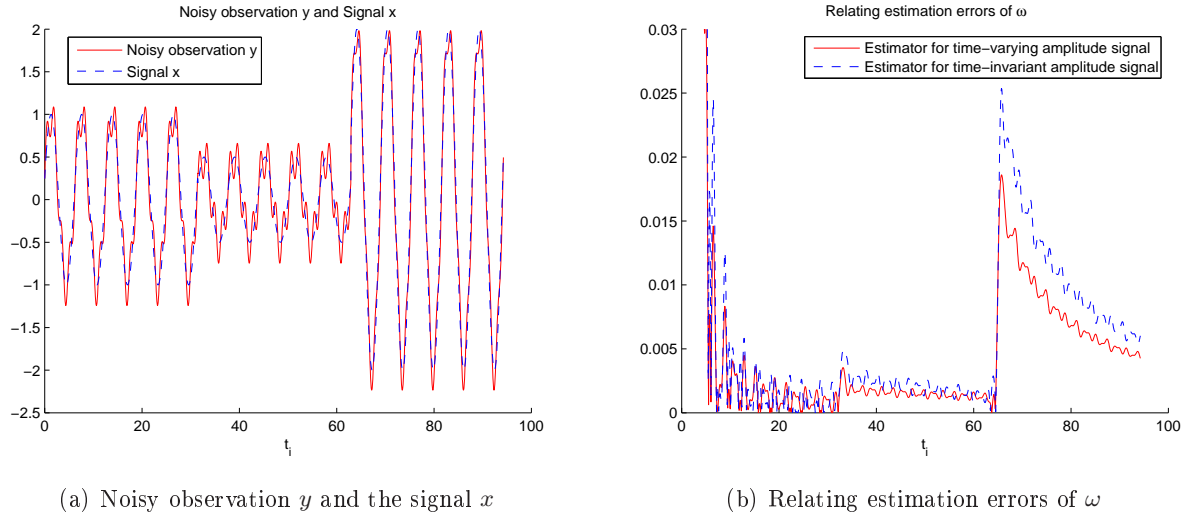 Noisy observation y and Signal x
Noisy observation y
Signal x
2
1.5
1
0.5
0
−0.5
−1
−1.5
−2
−2.5
0 20 40 60 80 100
t_i
(a) Noisy observation y and the signal x
Relating estimation errors of ω
Estimator for time−varying amplitude signal
Estimator for time−invariant amplitude signal
0.03
0.025
0.02
0.015
0.01
0.005
0
0 20 40 60 80 100
t_i
(b) Relating estimation errors of ω